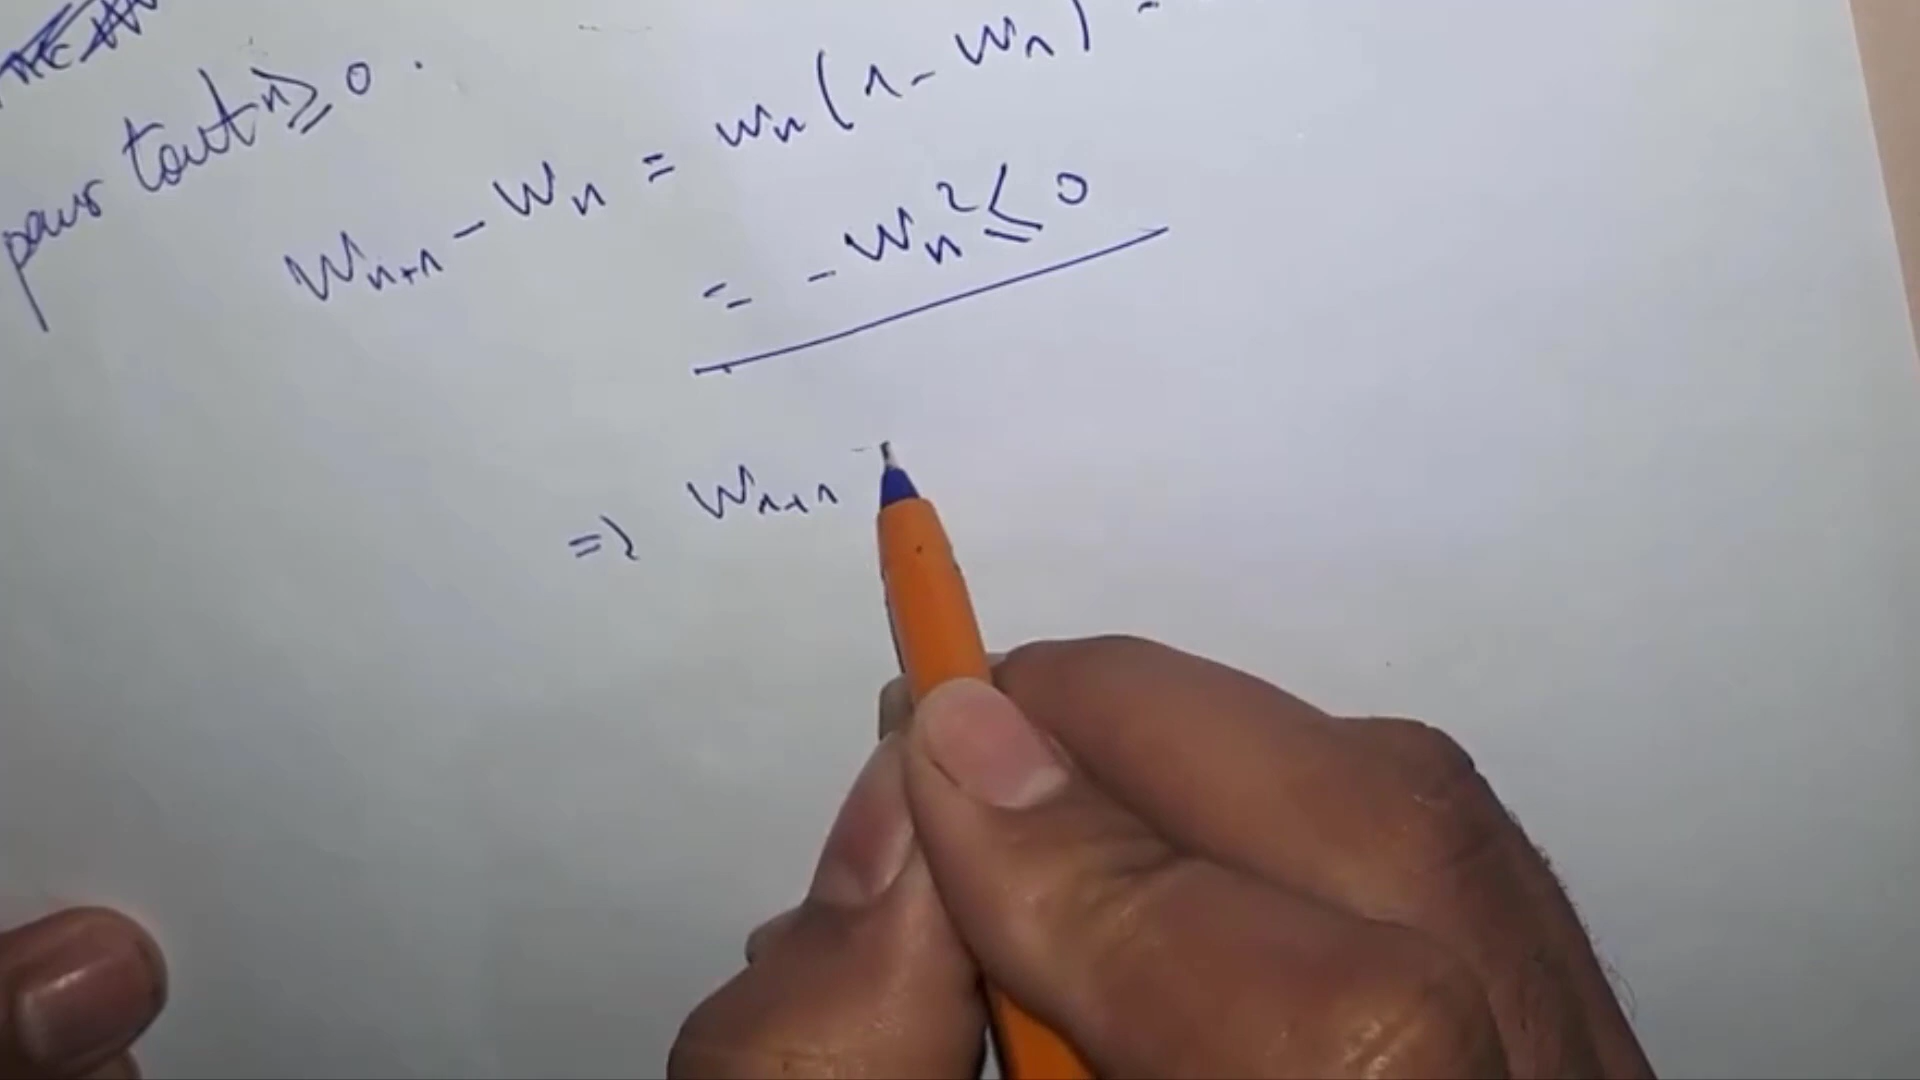 pour tout n ≥ 0 .
Wn+1 - Wn = Wn (1 - Wn) -
= - Wn² ≤ 0
=> Wn+1 -